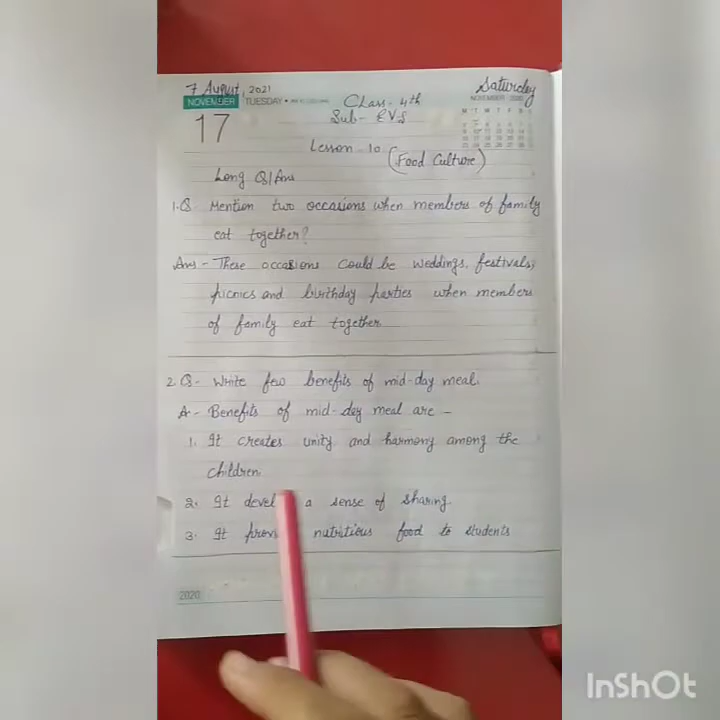 7 August, 2021 Saturday
NOVEMBER TUESDAY NOVEMBER - 2020
17 Class - 4th
Sub - EVS
Lesson - 10 (Food Culture)
Long Q/Ans
1.Q Mention two occasions when members of family
eat together?
Ans - These occasions could be weddings, festivals,
picnics and birthday parties when members
of family eat together
2. Q - Write few benefits of mid-day meal.
A - Benefits of mid-day meal are -
1. It creates unity and harmony among the
children.
2. It a sense of sharing.
3. It nutritious food to students
2020
InShOt